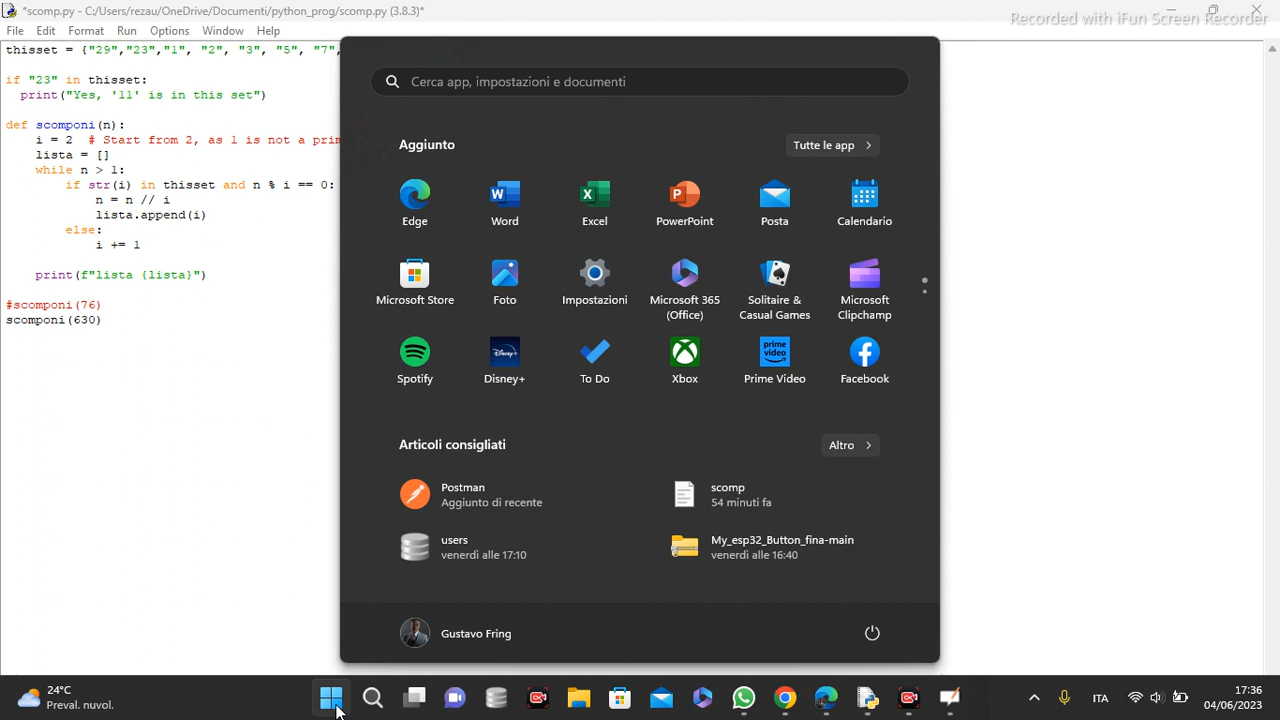 *scomp.py - C:/Users/rezau/OneDrive/Documenti/python_prog/scomp.py (3.8.3)*
Recorded with iFun Screen Recorder
File Edit Format Run Options Window Help
thisset = {"29","23","1", "2", "3", "5", "7",
if "23" in thisset:
print("Yes, '11' is in this set")
def scomponi(n):
i = 2 # Start from 2, as 1 is not a prim
lista = []
while n > 1:
if str(i) in thisset and n % i == 0:
n = n // i
lista.append(i)
else:
i += 1
print(f"lista {lista}")
#scomponi(76)
scomponi(630)
Cerca app, impostazioni e documenti
Aggiunto
Tutte le app >
Edge Word Excel PowerPoint Posta Calendario
Microsoft Store Foto Impostazioni Microsoft 365 (Office) Solitaire & Casual Games Microsoft Clipchamp
Spotify Disney+ To Do Xbox Prime Video Facebook
Articoli consigliati
Altro >
Postman
Aggiunto di recente
scomp
54 minuti fa
users
venerdì alle 17:10
My_esp32_Button_fina-main
venerdì alle 16:40
Gustavo Fring
24°C
Preval. nuvol.
ITA
17:36
04/06/2023